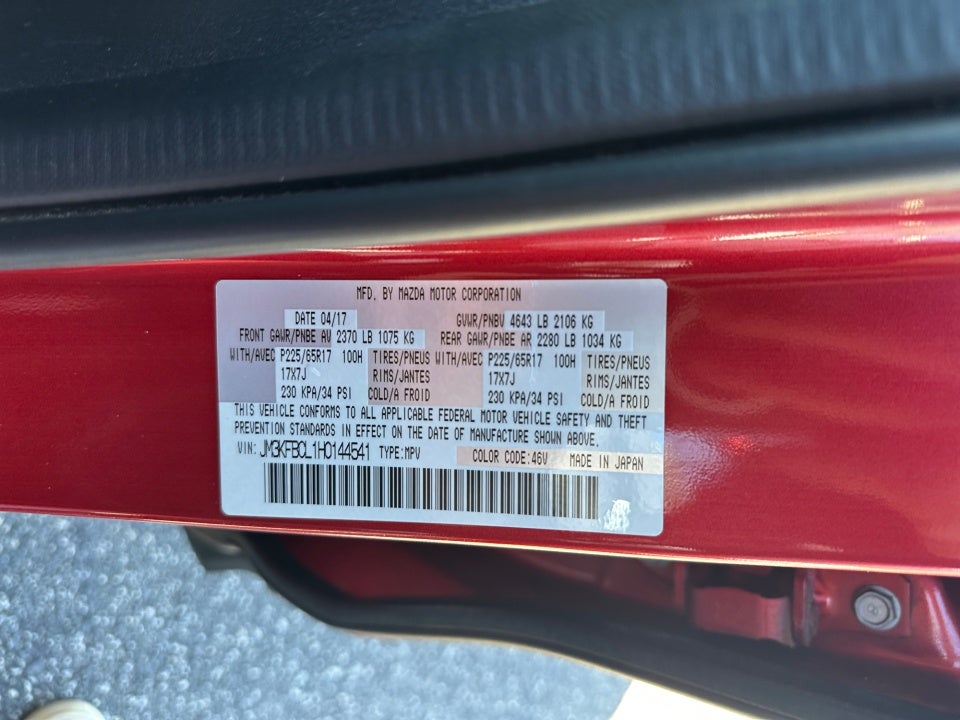 MFD. BY MAZDA MOTOR CORPORATION
DATE 04/17 GVWR/PNBV 4643 LB 2106 KG
FRONT GAWR/PNBE AV 2370 LB 1075 KG REAR GAWR/PNBE AR 2280 LB 1034 KG
WITH/AVEC P225/65R17 100H TIRES/PNEUS WITH/AVEC P225/65R17 100H TIRES/PNEUS
17X7J RIMS/JANTES 17X7J RIMS/JANTES
230 KPA/34 PSI COLD/A FROID 230 KPA/34 PSI COLD/A FROID
THIS VEHICLE CONFORMS TO ALL APPLICABLE FEDERAL MOTOR VEHICLE SAFETY AND THEFT
PREVENTION STANDARDS IN EFFECT ON THE DATE OF MANUFACTURE SHOWN ABOVE.
VIN: JM3KFBCL1H0144541 TYPE:MPV COLOR CODE:46V MADE IN JAPAN